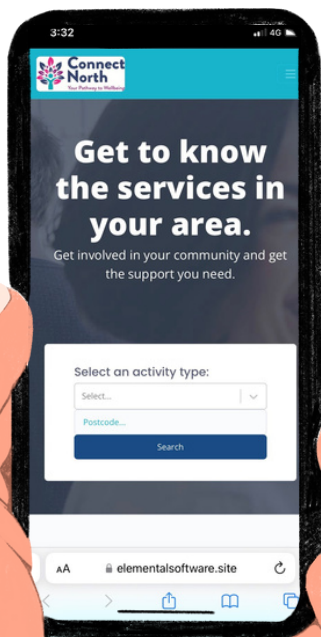 3:32
4G
Connect
North
Your Pathway to Wellbeing
Get to know
the services in
your area.
Get involved in your community and get
the support you need.
Select an activity type:
Select...
Postcode...
Search
AA elementalsoftware.site